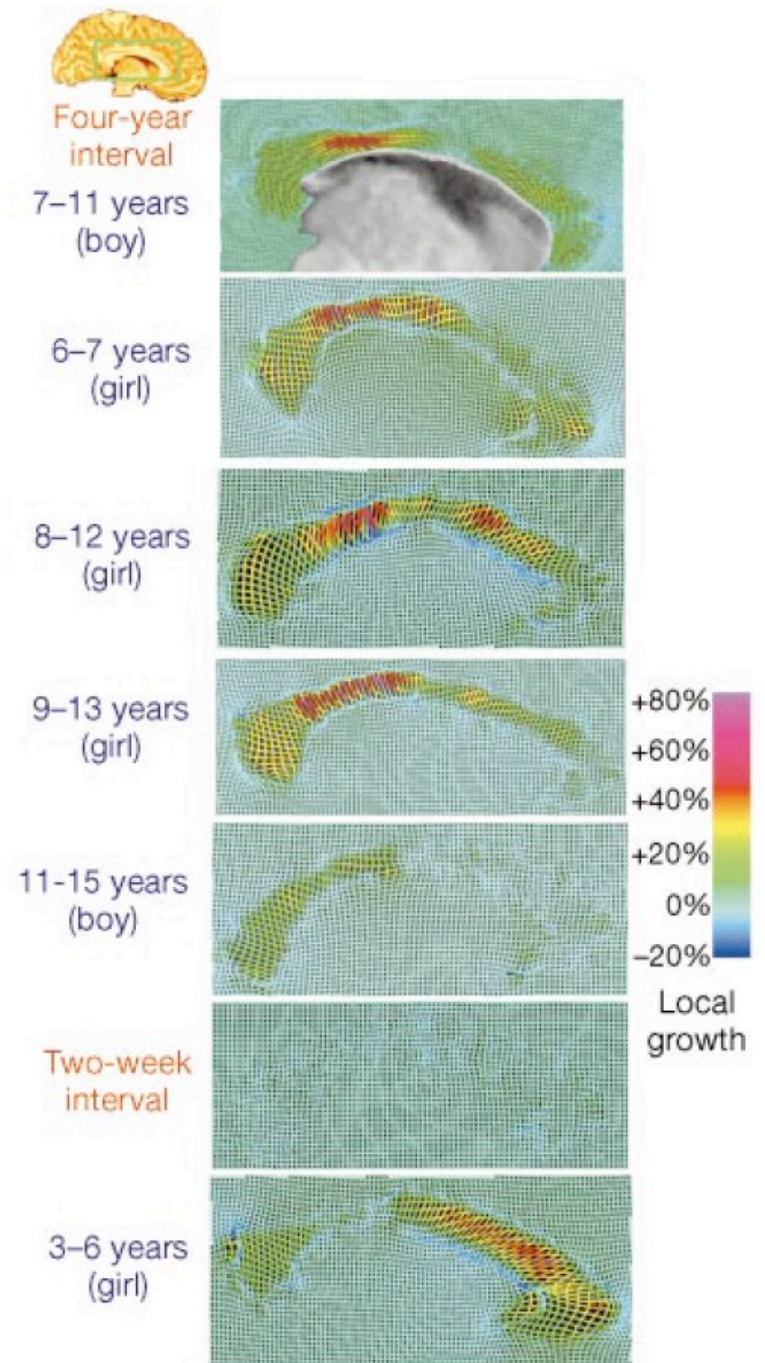 Four-year
interval
7–11 years
(boy)
6–7 years
(girl)
8–12 years
(girl)
9–13 years
(girl)
+80%
+60%
+40%
+20%
0%
–20%
Local
growth
11-15 years
(boy)
Two-week
interval
3–6 years
(girl)